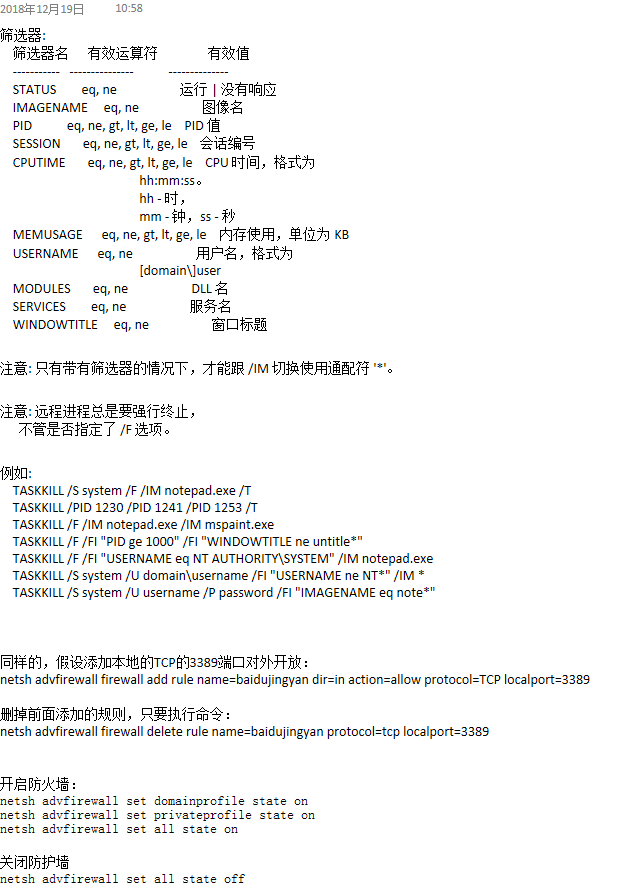 2018年12月19日 10:58
筛选器:
筛选器名 有效运算符 有效值
----------- --------------- --------------
STATUS eq, ne 运行 | 没有响应
IMAGENAME eq, ne 图像名
PID eq, ne, gt, lt, ge, le PID 值
SESSION eq, ne, gt, lt, ge, le 会话编号
CPUTIME eq, ne, gt, lt, ge, le CPU 时间，格式为
hh:mm:ss。
hh - 时，
mm - 钟，ss - 秒
MEMUSAGE eq, ne, gt, lt, ge, le 内存使用，单位为 KB
USERNAME eq, ne 用户名，格式为
[domain\]user
MODULES eq, ne DLL 名
SERVICES eq, ne 服务名
WINDOWTITLE eq, ne 窗口标题
注意: 只有带有筛选器的情况下，才能跟 /IM 切换使用通配符 '*'。
注意: 远程进程总是要强行终止，
不管是否指定了 /F 选项。
例如:
TASKKILL /S system /F /IM notepad.exe /T
TASKKILL /PID 1230 /PID 1241 /PID 1253 /T
TASKKILL /F /IM notepad.exe /IM mspaint.exe
TASKKILL /F /FI "PID ge 1000" /FI "WINDOWTITLE ne untitle*"
TASKKILL /F /FI "USERNAME eq NT AUTHORITY\SYSTEM" /IM notepad.exe
TASKKILL /S system /U domain\username /FI "USERNAME ne NT*" /IM *
TASKKILL /S system /U username /P password /FI "IMAGENAME eq note*"
同样的，假设添加本地的TCP的3389端口对外开放：
netsh advfirewall firewall add rule name=baidujingyan dir=in action=allow protocol=TCP localport=3389
删掉前面添加的规则，只要执行命令：
netsh advfirewall firewall delete rule name=baidujingyan protocol=tcp localport=3389
开启防火墙：
netsh advfirewall set domainprofile state on
netsh advfirewall set privateprofile state on
netsh advfirewall set all state on
关闭防护墙
netsh advfirewall set all state off